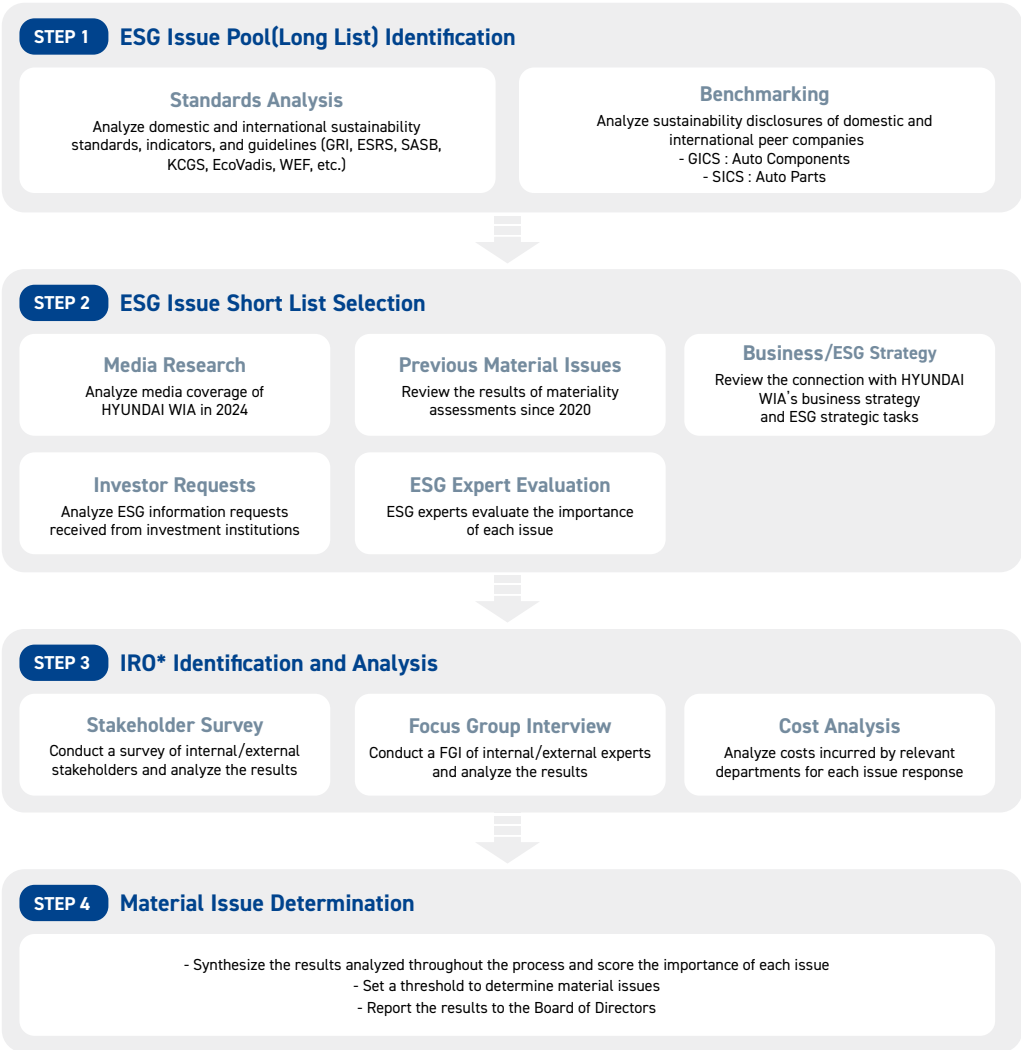 STEP 1 ESG Issue Pool(Long List) Identification
Standards Analysis
Analyze domestic and international sustainability
standards, indicators, and guidelines (GRI, ESRS, SASB,
KCGS, EcoVadis, WEF, etc.)
Benchmarking
Analyze sustainability disclosures of domestic and
international peer companies
- GICS : Auto Components
- SICS : Auto Parts
STEP 2 ESG Issue Short List Selection
Media Research
Analyze media coverage of
HYUNDAI WIA in 2024
Previous Material Issues
Review the results of materiality
assessments since 2020
Business/ESG Strategy
Review the connection with HYUNDAI
WIA's business strategy
and ESG strategic tasks
Investor Requests
Analyze ESG information requests
received from investment institutions
ESG Expert Evaluation
ESG experts evaluate the importance
of each issue
STEP 3 IRO* Identification and Analysis
Stakeholder Survey
Conduct a survey of internal/external
stakeholders and analyze the results
Focus Group Interview
Conduct a FGI of internal/external experts
and analyze the results
Cost Analysis
Analyze costs incurred by relevant
departments for each issue response
STEP 4 Material Issue Determination
- Synthesize the results analyzed throughout the process and score the importance of each issue
- Set a threshold to determine material issues
- Report the results to the Board of Directors